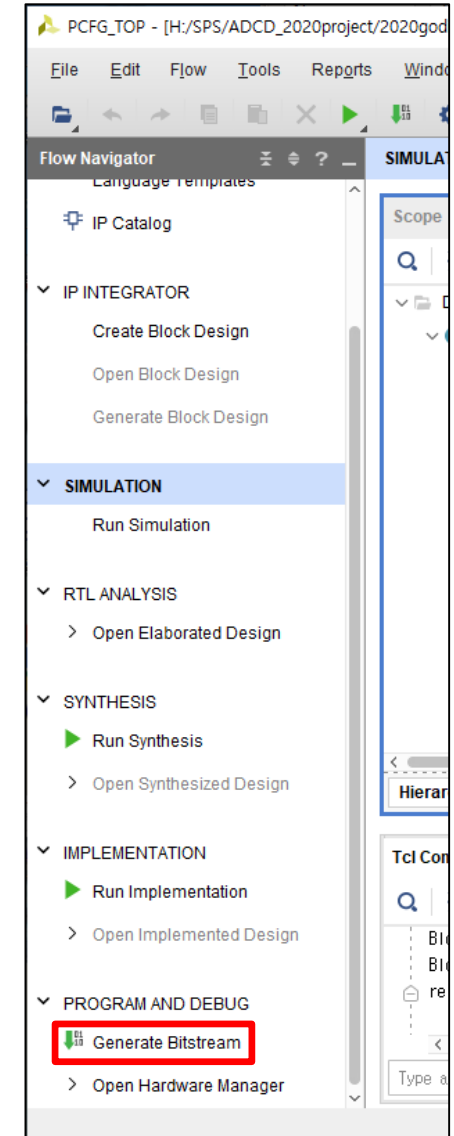 PCFG_TOP - [H:/SPS/ADCD_2020project/2020god
File Edit Flow Tools Reports Windo
Flow Navigator ? SIMULAT
Language Templates
Scope
IP Catalog
IP INTEGRATOR
Create Block Design
Open Block Design
Generate Block Design
SIMULATION
Run Simulation
RTL ANALYSIS
Open Elaborated Design
SYNTHESIS
Run Synthesis
Open Synthesized Design
Hierar
IMPLEMENTATION
Tcl Con
Run Implementation
Open Implemented Design
Blo
Blo
re
PROGRAM AND DEBUG
Generate Bitstream
Type a
Open Hardware Manager